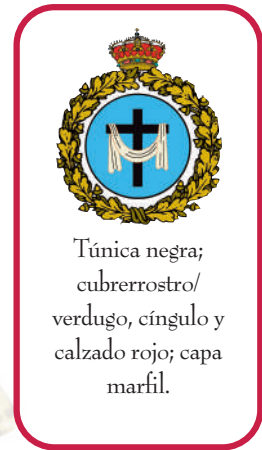 Túnica negra;
cubrerrostro/
verdugo, cíngulo y
calzado rojo; capa
marfil.